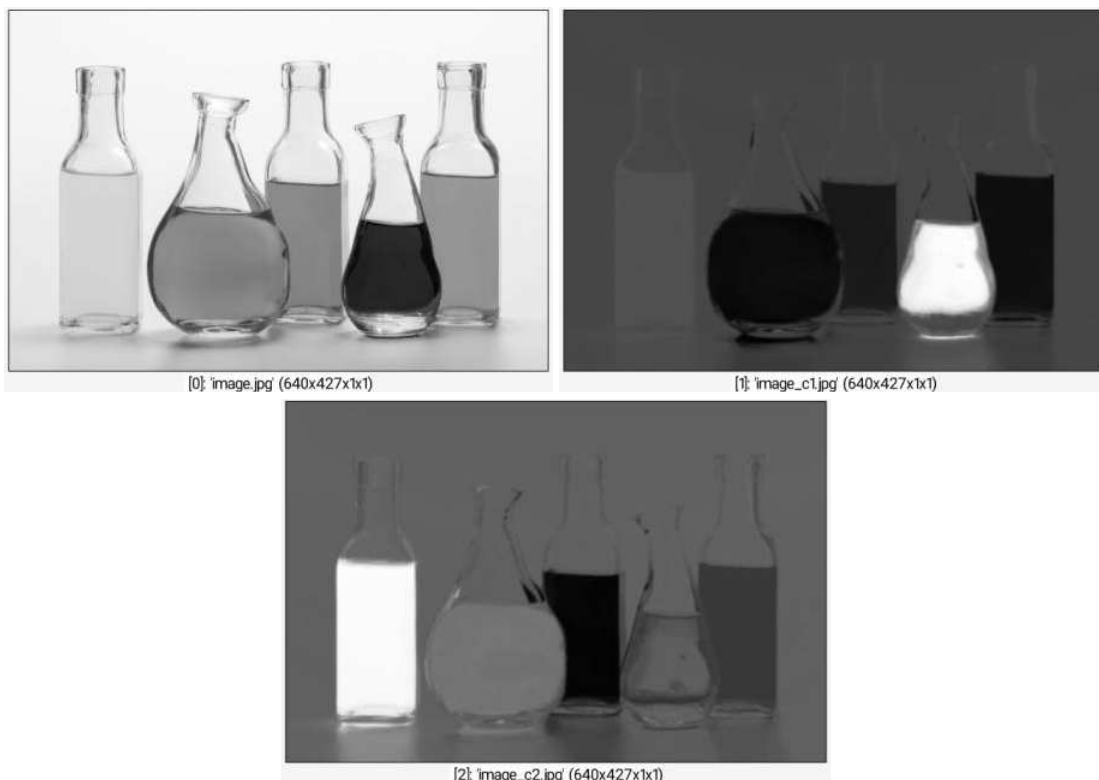 [0]: 'image.jpg' (640x427x1x1)
[1]: 'image_c1.jpg' (640x427x1x1)
[2]: 'image_c2.jpg' (640x427x1x1)